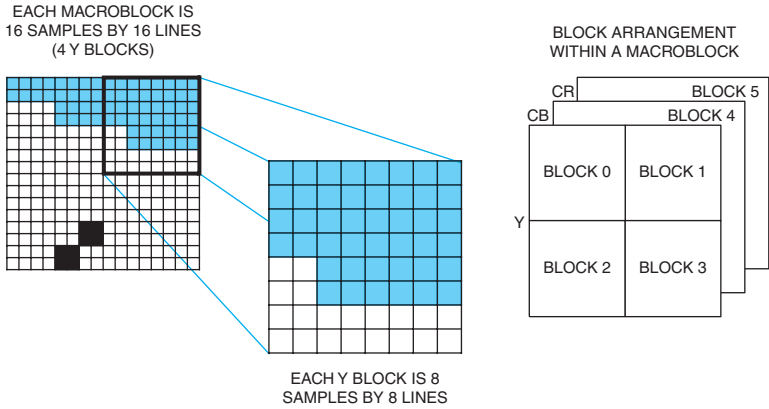 EACH MACROBLOCK IS
16 SAMPLES BY 16 LINES
(4 Y BLOCKS)
EACH Y BLOCK IS 8
SAMPLES BY 8 LINES
BLOCK ARRANGEMENT
WITHIN A MACROBLOCK
CR
BLOCK 5
CB
BLOCK 4
Y
BLOCK 0
BLOCK 1
BLOCK 2
BLOCK 3